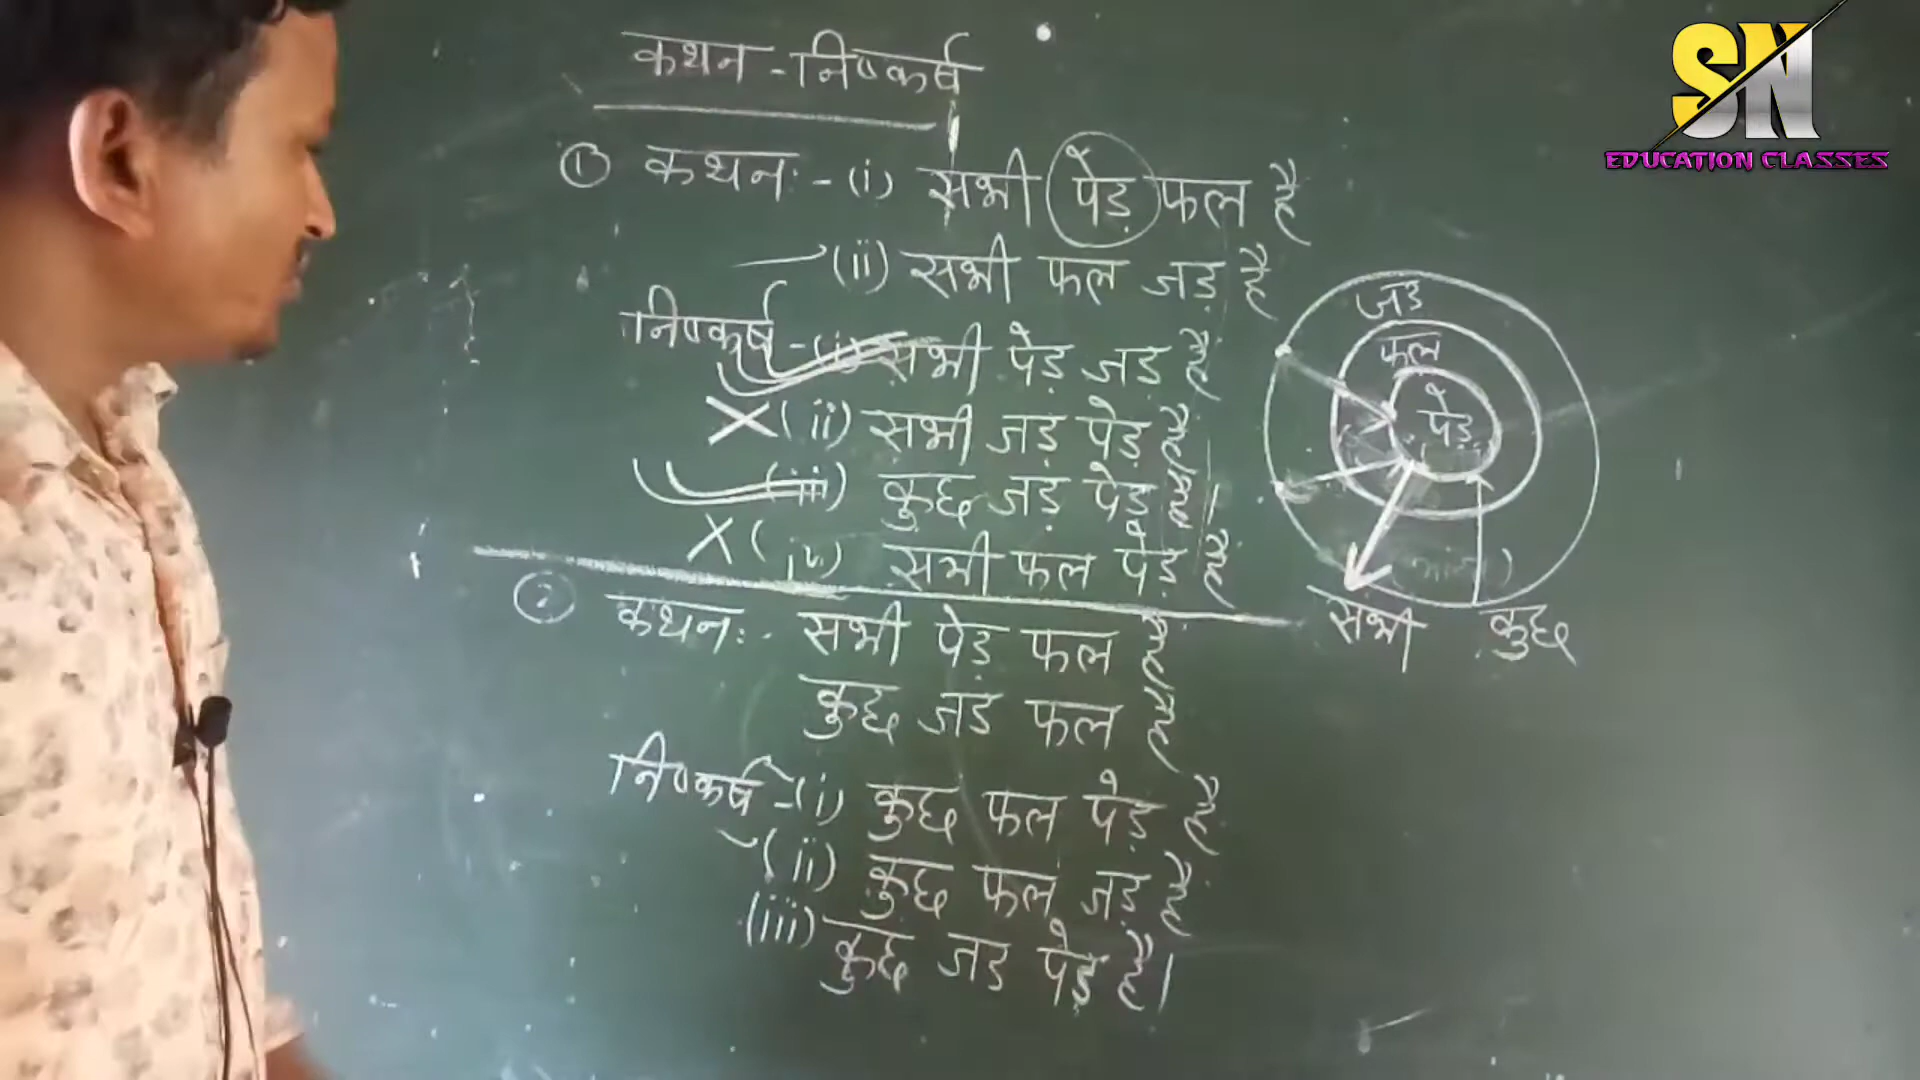 कथन - निष्कर्ष
① कथन :- (i) सभी पेड़ फल है
(ii) सभी फल जड़ है
निष्कर्ष - (i) सभी पेड़ जड़ है
X (ii) सभी जड़ पेड़ है
(iii) कुछ जड़ पेड़ है।
X (iv) सभी फल पेड़ है
② कथन :- सभी पेड़ फल है
कुछ जड़ फल है
निष्कर्ष - (i) कुछ फल पेड़ है
(ii) कुछ फल जड़ है
(iii) कुछ जड़ पेड़ है।
जड़
फल
पेड़
सभी
कुछ
SN
EDUCATION CLASSES